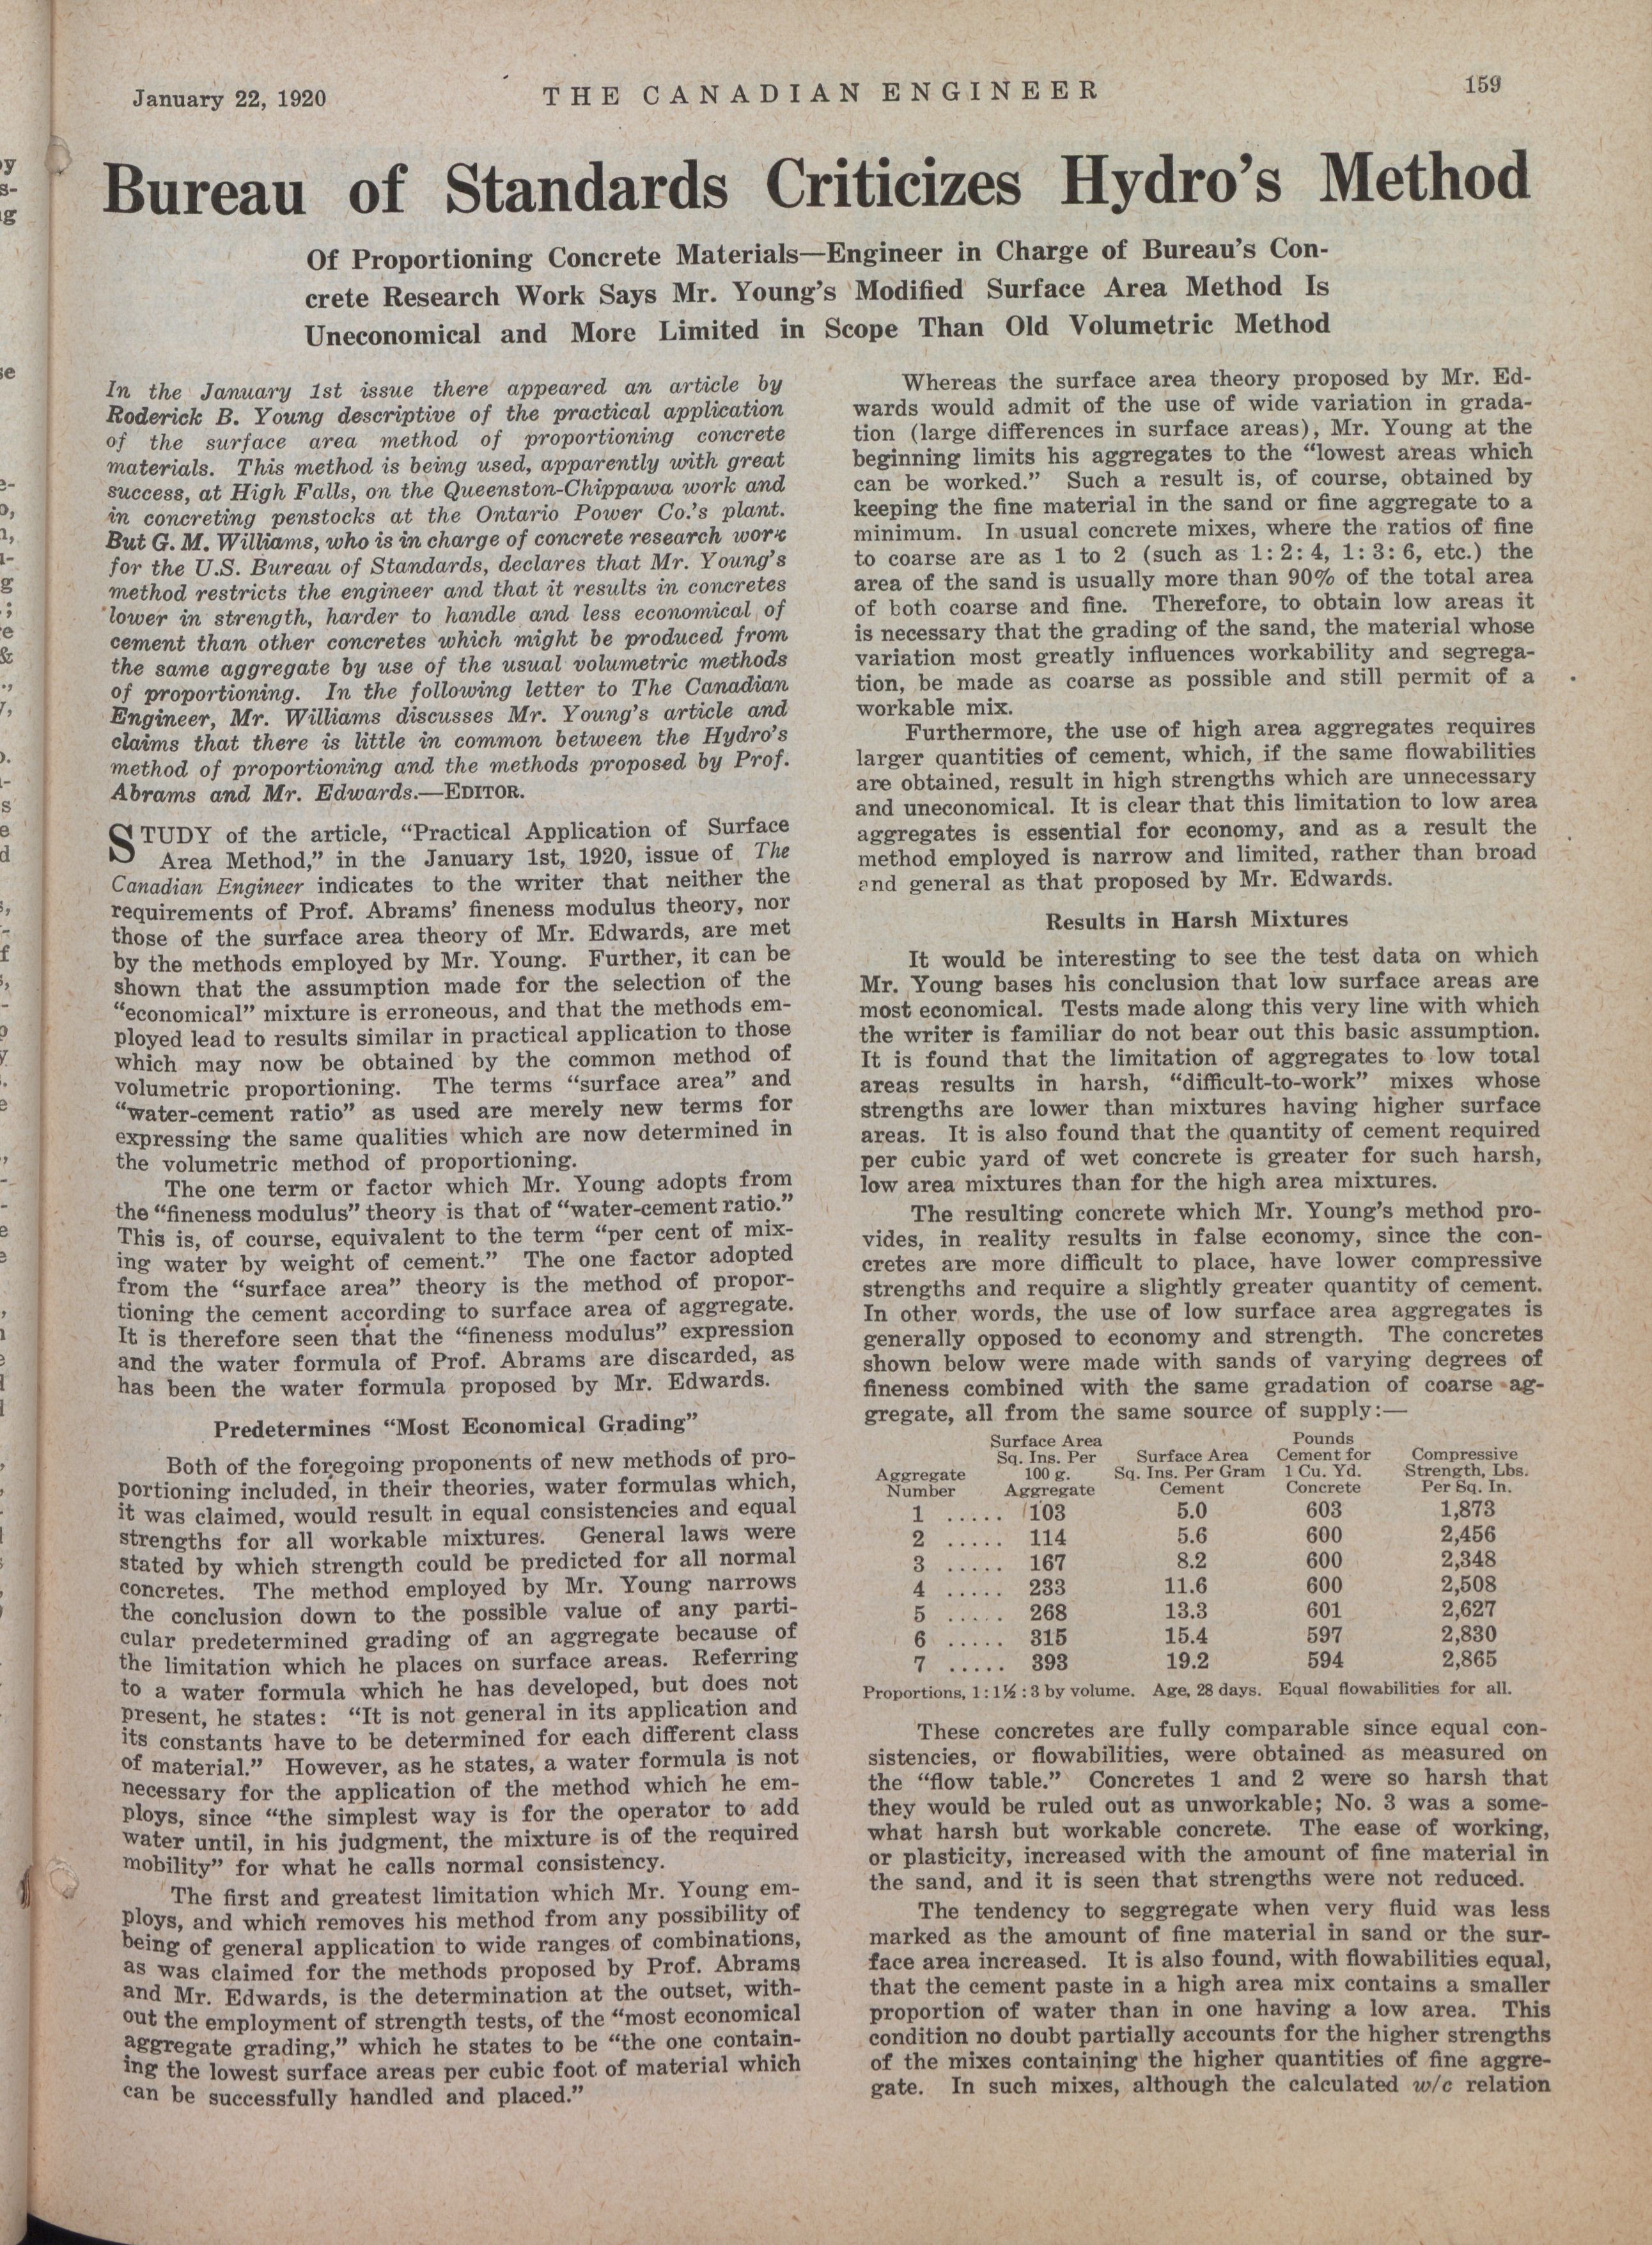 January 22, 1920
THE CANADIAN ENGINEER
159
Bureau of Standards Criticizes Hydro's Method
Of Proportioning Concrete Materials—Engineer in Charge of Bureau's Con-
crete Research Work Says Mr. Young's Modified Surface Area Method Is
Uneconomical and More Limited in Scope Than Old Volumetric Method
In the January 1st issue there appeared an article by
Roderick B. Young descriptive of the practical application
of the surface area method of proportioning concrete
materials. This method is being used, apparently with great
success, at High Falls, on the Queenston-Chippawa work and
in concreting penstocks at the Ontario Power Co.'s plant.
But G. M. Williams, who is in charge of concrete research work
for the U.S. Bureau of Standards, declares that Mr. Young's
method restricts the engineer and that it results in concretes
lower in strength, harder to handle and less economical of
cement than other concretes which might be produced from
the same aggregate by use of the usual volumetric methods
of proportioning. In the following letter to The Canadian
Engineer, Mr. Williams discusses Mr. Young's article and
claims that there is little in common between the Hydro's
method of proportioning and the methods proposed by Prof.
Abrams and Mr. Edwards.—EDITOR.
STUDY of the article, "Practical Application of Surface
Area Method," in the January 1st, 1920, issue of The
Canadian Engineer indicates to the writer that neither the
requirements of Prof. Abrams' fineness modulus theory, nor
those of the surface area theory of Mr. Edwards, are met
by the methods employed by Mr. Young. Further, it can be
shown that the assumption made for the selection of the
"economical" mixture is erroneous, and that the methods em-
ployed lead to results similar in practical application to those
which may now be obtained by the common method of
volumetric proportioning. The terms "surface area" and
"water-cement ratio" as used are merely new terms for
expressing the same qualities which are now determined in
the volumetric method of proportioning.
The one term or factor which Mr. Young adopts from
the "fineness modulus" theory is that of "water-cement ratio."
This is, of course, equivalent to the term "per cent of mix-
ing water by weight of cement." The one factor adopted
from the "surface area" theory is the method of propor-
tioning the cement according to surface area of aggregate.
It is therefore seen that the "fineness modulus" expression
and the water formula of Prof. Abrams are discarded, as
has been the water formula proposed by Mr. Edwards.
Predetermines "Most Economical Grading"
Both of the foregoing proponents of new methods of pro-
portioning included, in their theories, water formulas which,
it was claimed, would result in equal consistencies and equal
strengths for all workable mixtures. General laws were
stated by which strength could be predicted for all normal
concretes. The method employed by Mr. Young narrows
the conclusion down to the possible value of any parti-
cular predetermined grading of an aggregate because of
the limitation which he places on surface areas. Referring
to a water formula which he has developed, but does not
present, he states: "It is not general in its application and
its constants have to be determined for each different class
of material." However, as he states, a water formula is not
necessary for the application of the method which he em-
ploys, since "the simplest way is for the operator to add
water until, in his judgment, the mixture is of the required
mobility" for what he calls normal consistency.
The first and greatest limitation which Mr. Young em-
ploys, and which removes his method from any possibility of
being of general application to wide ranges of combinations,
as was claimed for the methods proposed by Prof. Abrams
and Mr. Edwards, is the determination at the outset, with-
out the employment of strength tests, of the "most economical
aggregate grading," which he states to be "the one contain-
ing the lowest surface areas per cubic foot of material which
can be successfully handled and placed."
Whereas the surface area theory proposed by Mr. Ed-
wards would admit of the use of wide variation in grada-
tion (large differences in surface areas), Mr. Young at the
beginning limits his aggregates to the "lowest areas which
can be worked." Such a result is, of course, obtained by
keeping the fine material in the sand or fine aggregate to a
minimum. In usual concrete mixes, where the ratios of fine
to coarse are as 1 to 2 (such as 1:2:4, 1:3:6, etc.) the
area of the sand is usually more than 90% of the total area
of both coarse and fine. Therefore, to obtain low areas it
is necessary that the grading of the sand, the material whose
variation most greatly influences workability and segrega-
tion, be made as coarse as possible and still permit of a
workable mix.
Furthermore, the use of high area aggregates requires
larger quantities of cement, which, if the same flowabilities
are obtained, result in high strengths which are unnecessary
and uneconomical. It is clear that this limitation to low area
aggregates is essential for economy, and as a result the
method employed is narrow and limited, rather than broad
and general as that proposed by Mr. Edwards.
Results in Harsh Mixtures
It would be interesting to see the test data on which
Mr. Young bases his conclusion that low surface areas are
most economical. Tests made along this very line with which
the writer is familiar do not bear out this basic assumption.
It is found that the limitation of aggregates to low total
areas results in harsh, "difficult-to-work" mixes whose
strengths are lower than mixtures having higher surface
areas. It is also found that the quantity of cement required
per cubic yard of wet concrete is greater for such harsh,
low area mixtures than for the high area mixtures.
The resulting concrete which Mr. Young's method pro-
vides, in reality results in false economy, since the con-
cretes are more difficult to place, have lower compressive
strengths and require a slightly greater quantity of cement.
In other words, the use of low surface area aggregates is
generally opposed to economy and strength. The concretes
shown below were made with sands of varying degrees of
fineness combined with the same gradation of coarse ag-
gregate, all from the same source of supply:—
Surface Area Pounds
Sq. Ins. Per Surface Area Cement for Compressive
Aggregate 100 g. Sq. Ins. Per Gram 1 Cu. Yd. Strength, Lbs.
Number Aggregate Cement Concrete Per Sq. In.
1 ..... 103 5.0 603 1,873
2 ..... 114 5.6 600 2,456
3 ..... 167 8.2 600 2,348
4 ..... 233 11.6 600 2,508
5 ..... 268 13.3 601 2,627
6 ..... 315 15.4 597 2,830
7 ..... 393 19.2 594 2,865
Proportions, 1:1½:3 by volume. Age, 28 days. Equal flowabilities for all.
These concretes are fully comparable since equal con-
sistencies, or flowabilities, were obtained as measured on
the "flow table." Concretes 1 and 2 were so harsh that
they would be ruled out as unworkable; No. 3 was a some-
what harsh but workable concrete. The ease of working,
or plasticity, increased with the amount of fine material in
the sand, and it is seen that strengths were not reduced.
The tendency to seggregate when very fluid was less
marked as the amount of fine material in sand or the sur-
face area increased. It is also found, with flowabilities equal,
that the cement paste in a high area mix contains a smaller
proportion of water than in one having a low area. This
condition no doubt partially accounts for the higher strengths
of the mixes containing the higher quantities of fine aggre-
gate. In such mixes, although the calculated w/c relation